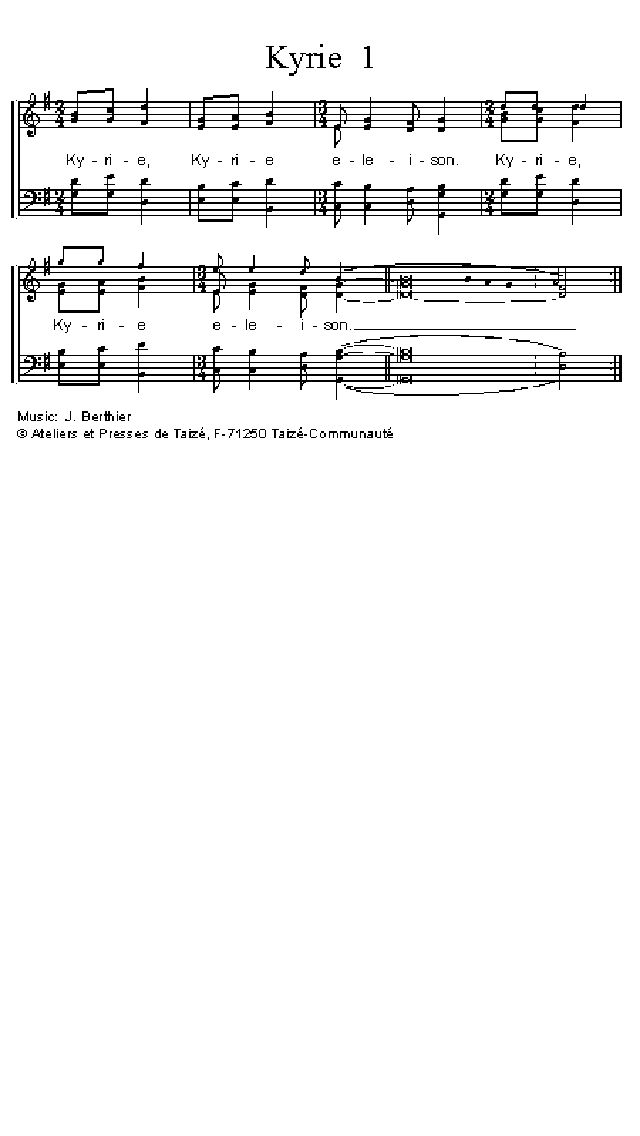 Kyrie 1
Ky - ri - e, Ky - ri - e e - le - i - son. Ky - ri - e,
Ky - ri - e e - le - i - son.
Music: J. Berthier
© Ateliers et Presses de Taizé, F-71250 Taizé-Communauté